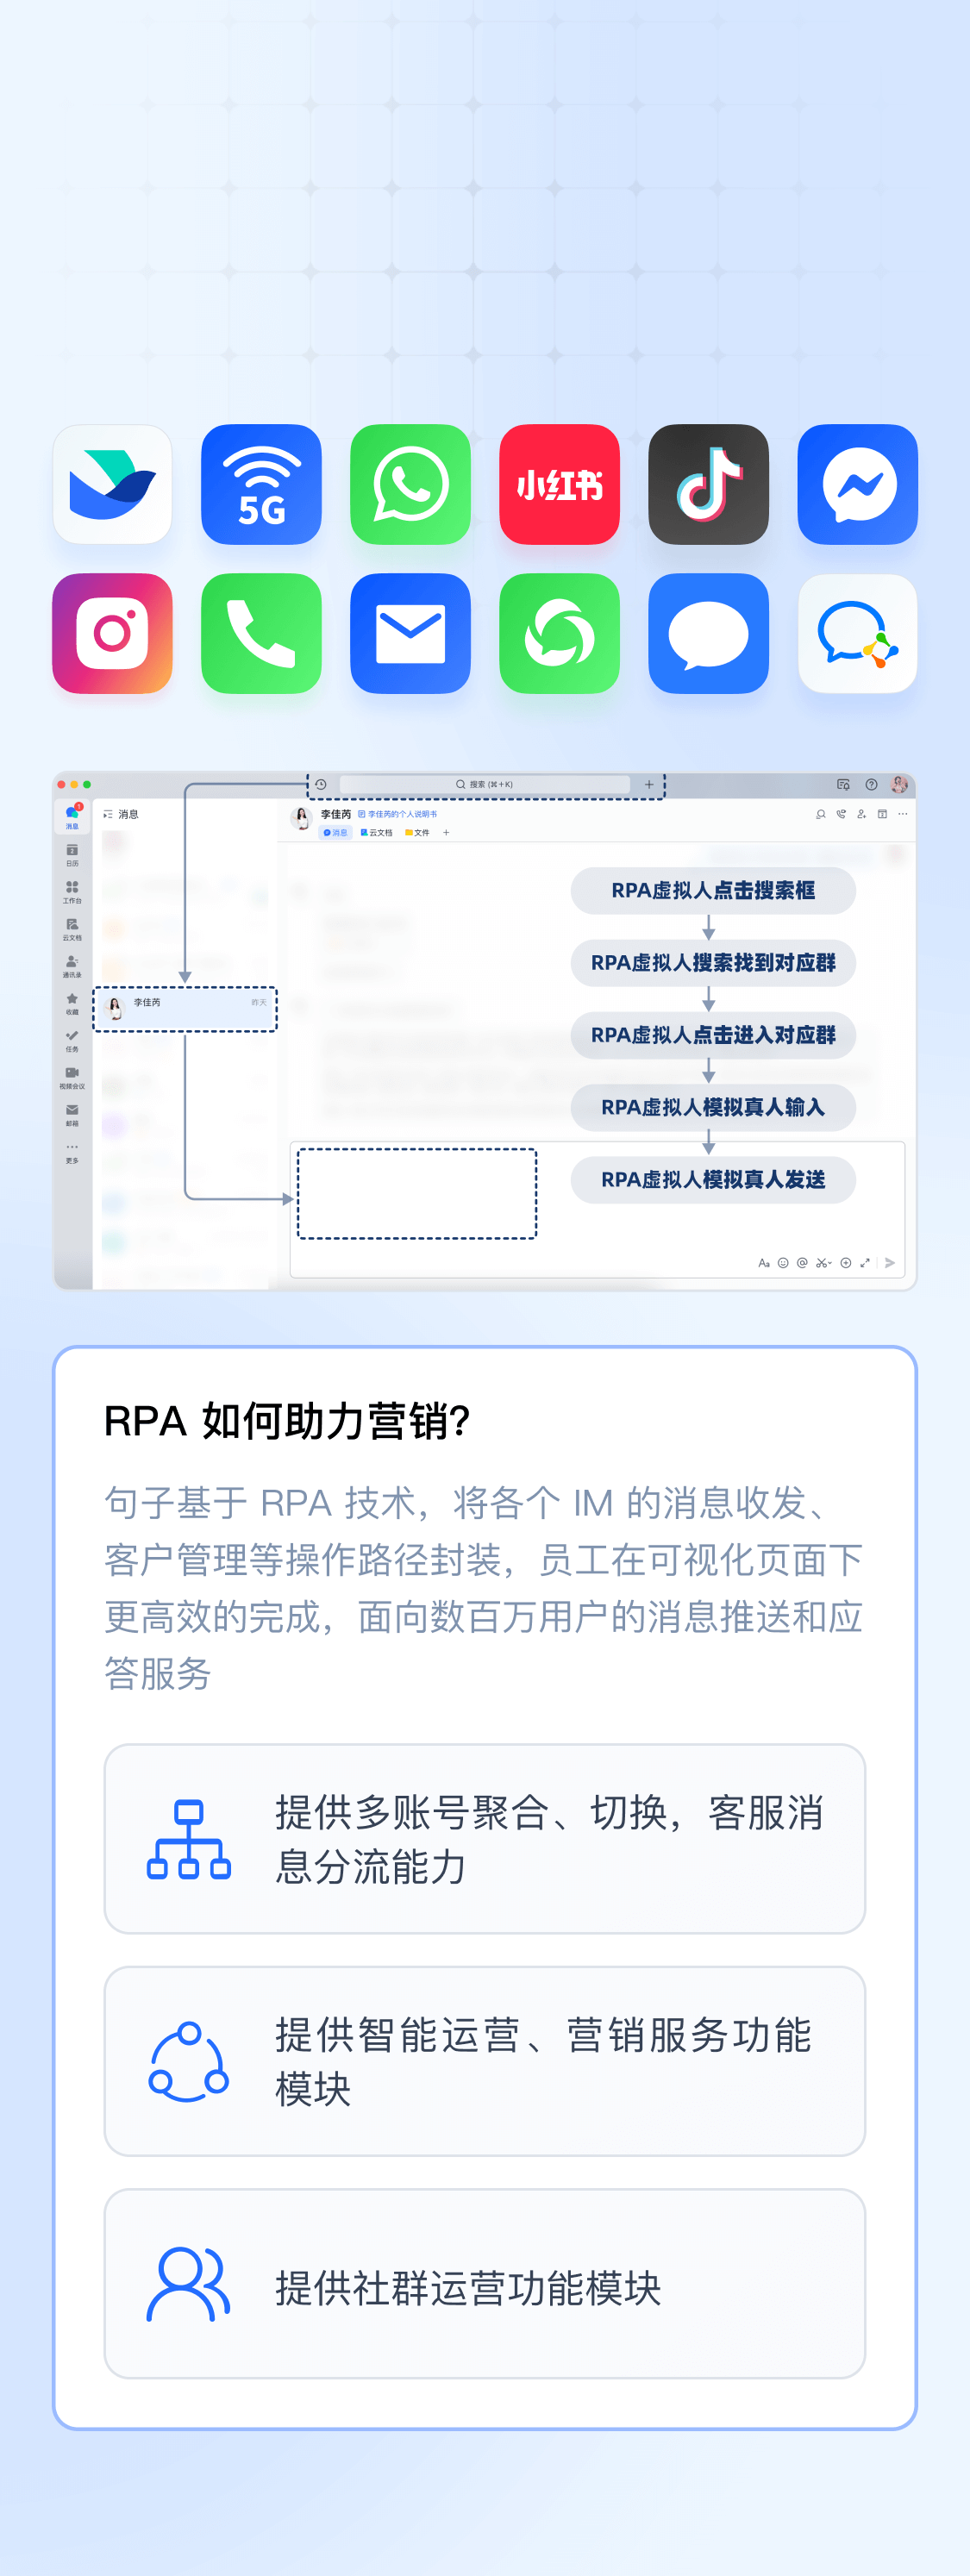 5G
小红书
搜索 (⌘+K)
1
消息
日历
工作台
云文档
通讯录
收藏
任务
视频会议
邮箱
更多
消息
李佳芮
昨天
李佳芮
李佳芮的个人说明书
消息
云文档
文件
RPA虚拟人点击搜索框
RPA虚拟人搜索找到对应群
RPA虚拟人点击进入对应群
RPA虚拟人模拟真人输入
RPA虚拟人模拟真人发送
Aa
RPA 如何助力营销?
句子基于 RPA 技术，将各个 IM 的消息收发、
客户管理等操作路径封装，员工在可视化页面下
更高效的完成，面向数百万用户的消息推送和应
答服务
提供多账号聚合、切换，客服消
息分流能力
提供智能运营、营销服务功能
模块
提供社群运营功能模块